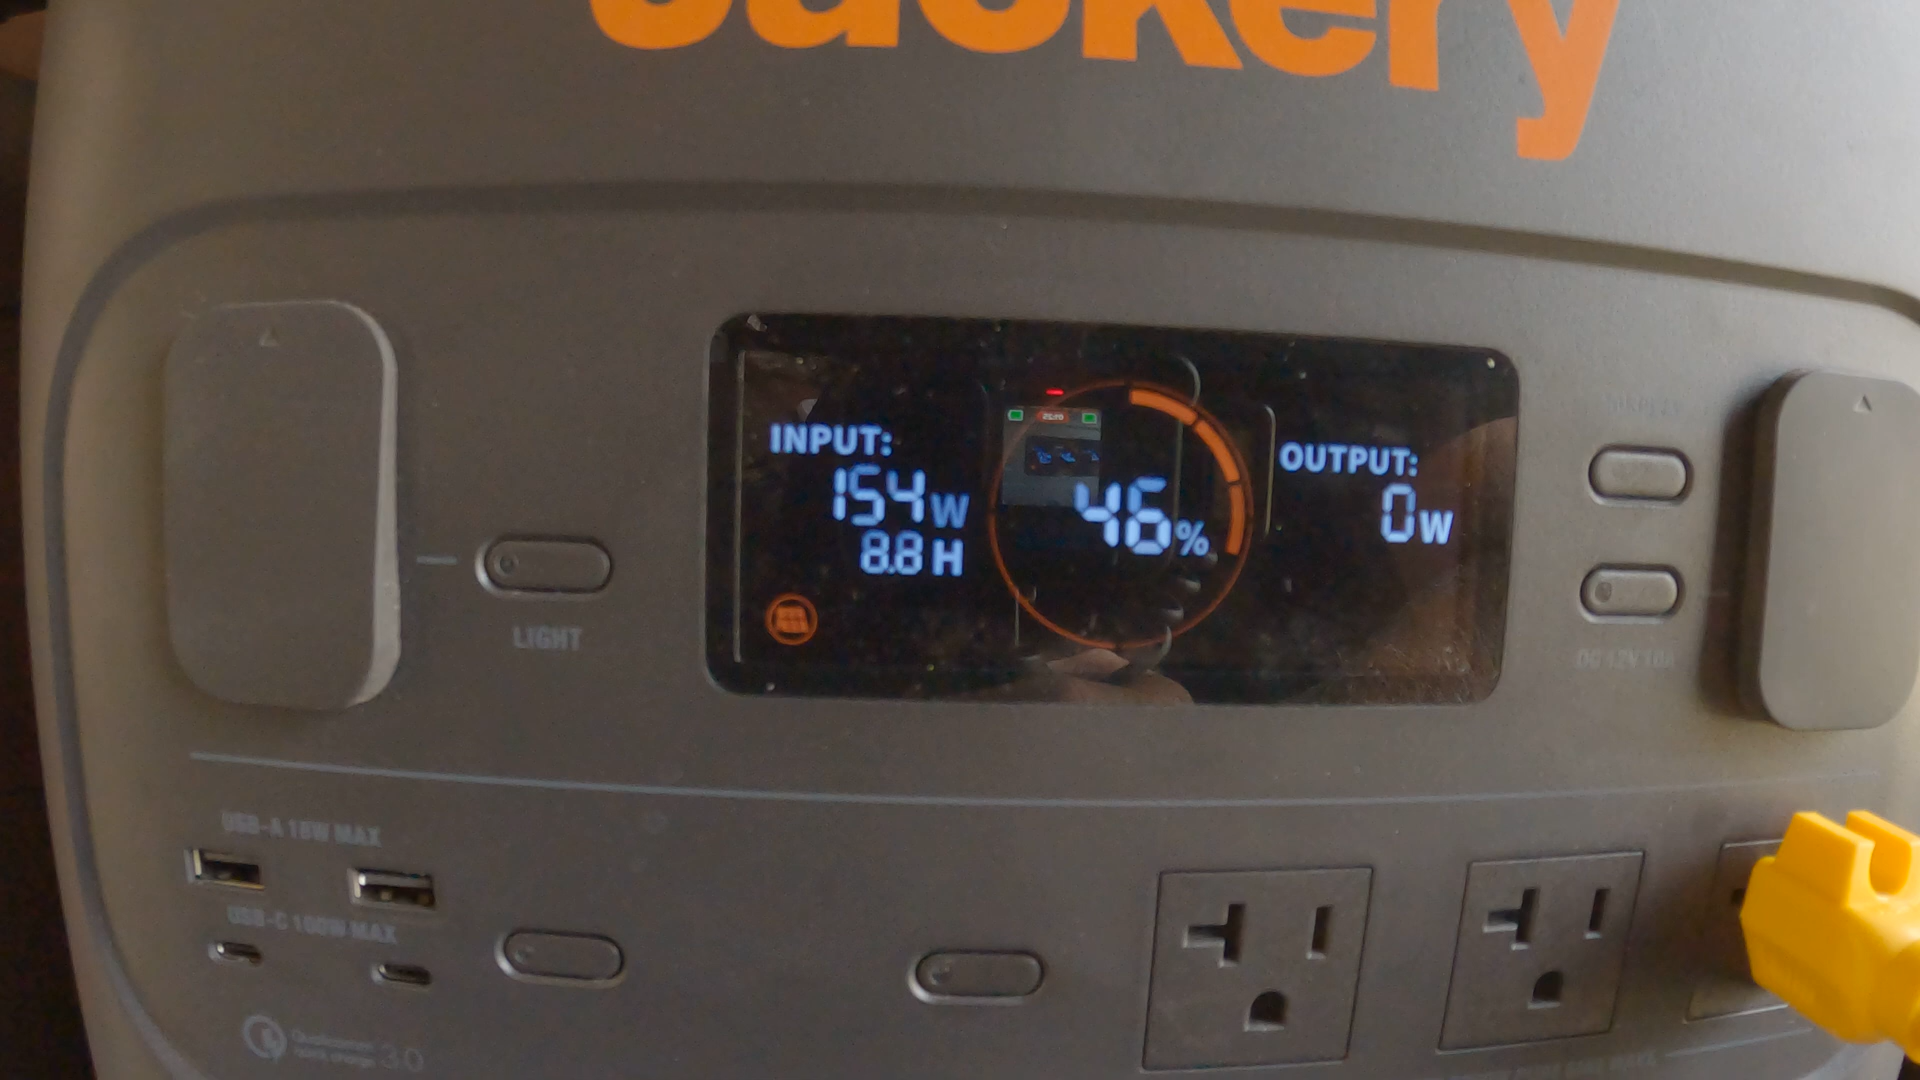 Jackery
INPUT:
154W
8.8 H
46%
OUTPUT:
0W
LIGHT
DC 12V 10A
USB-A 18W MAX
USB-C 100W MAX
Qualcomm
quick charge 3.0